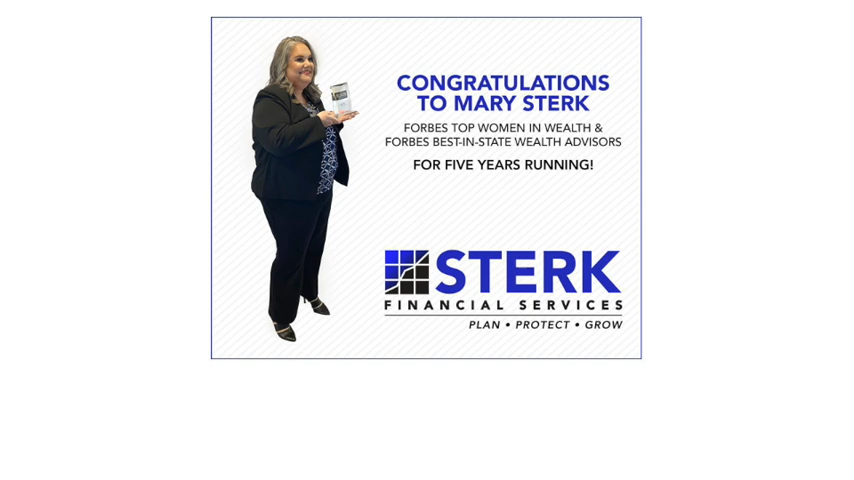 CONGRATULATIONS
TO MARY STERK
FORBES TOP WOMEN IN WEALTH &
FORBES BEST-IN-STATE WEALTH ADVISORS
FOR FIVE YEARS RUNNING!
STERK
FINANCIAL SERVICES
PLAN • PROTECT • GROW